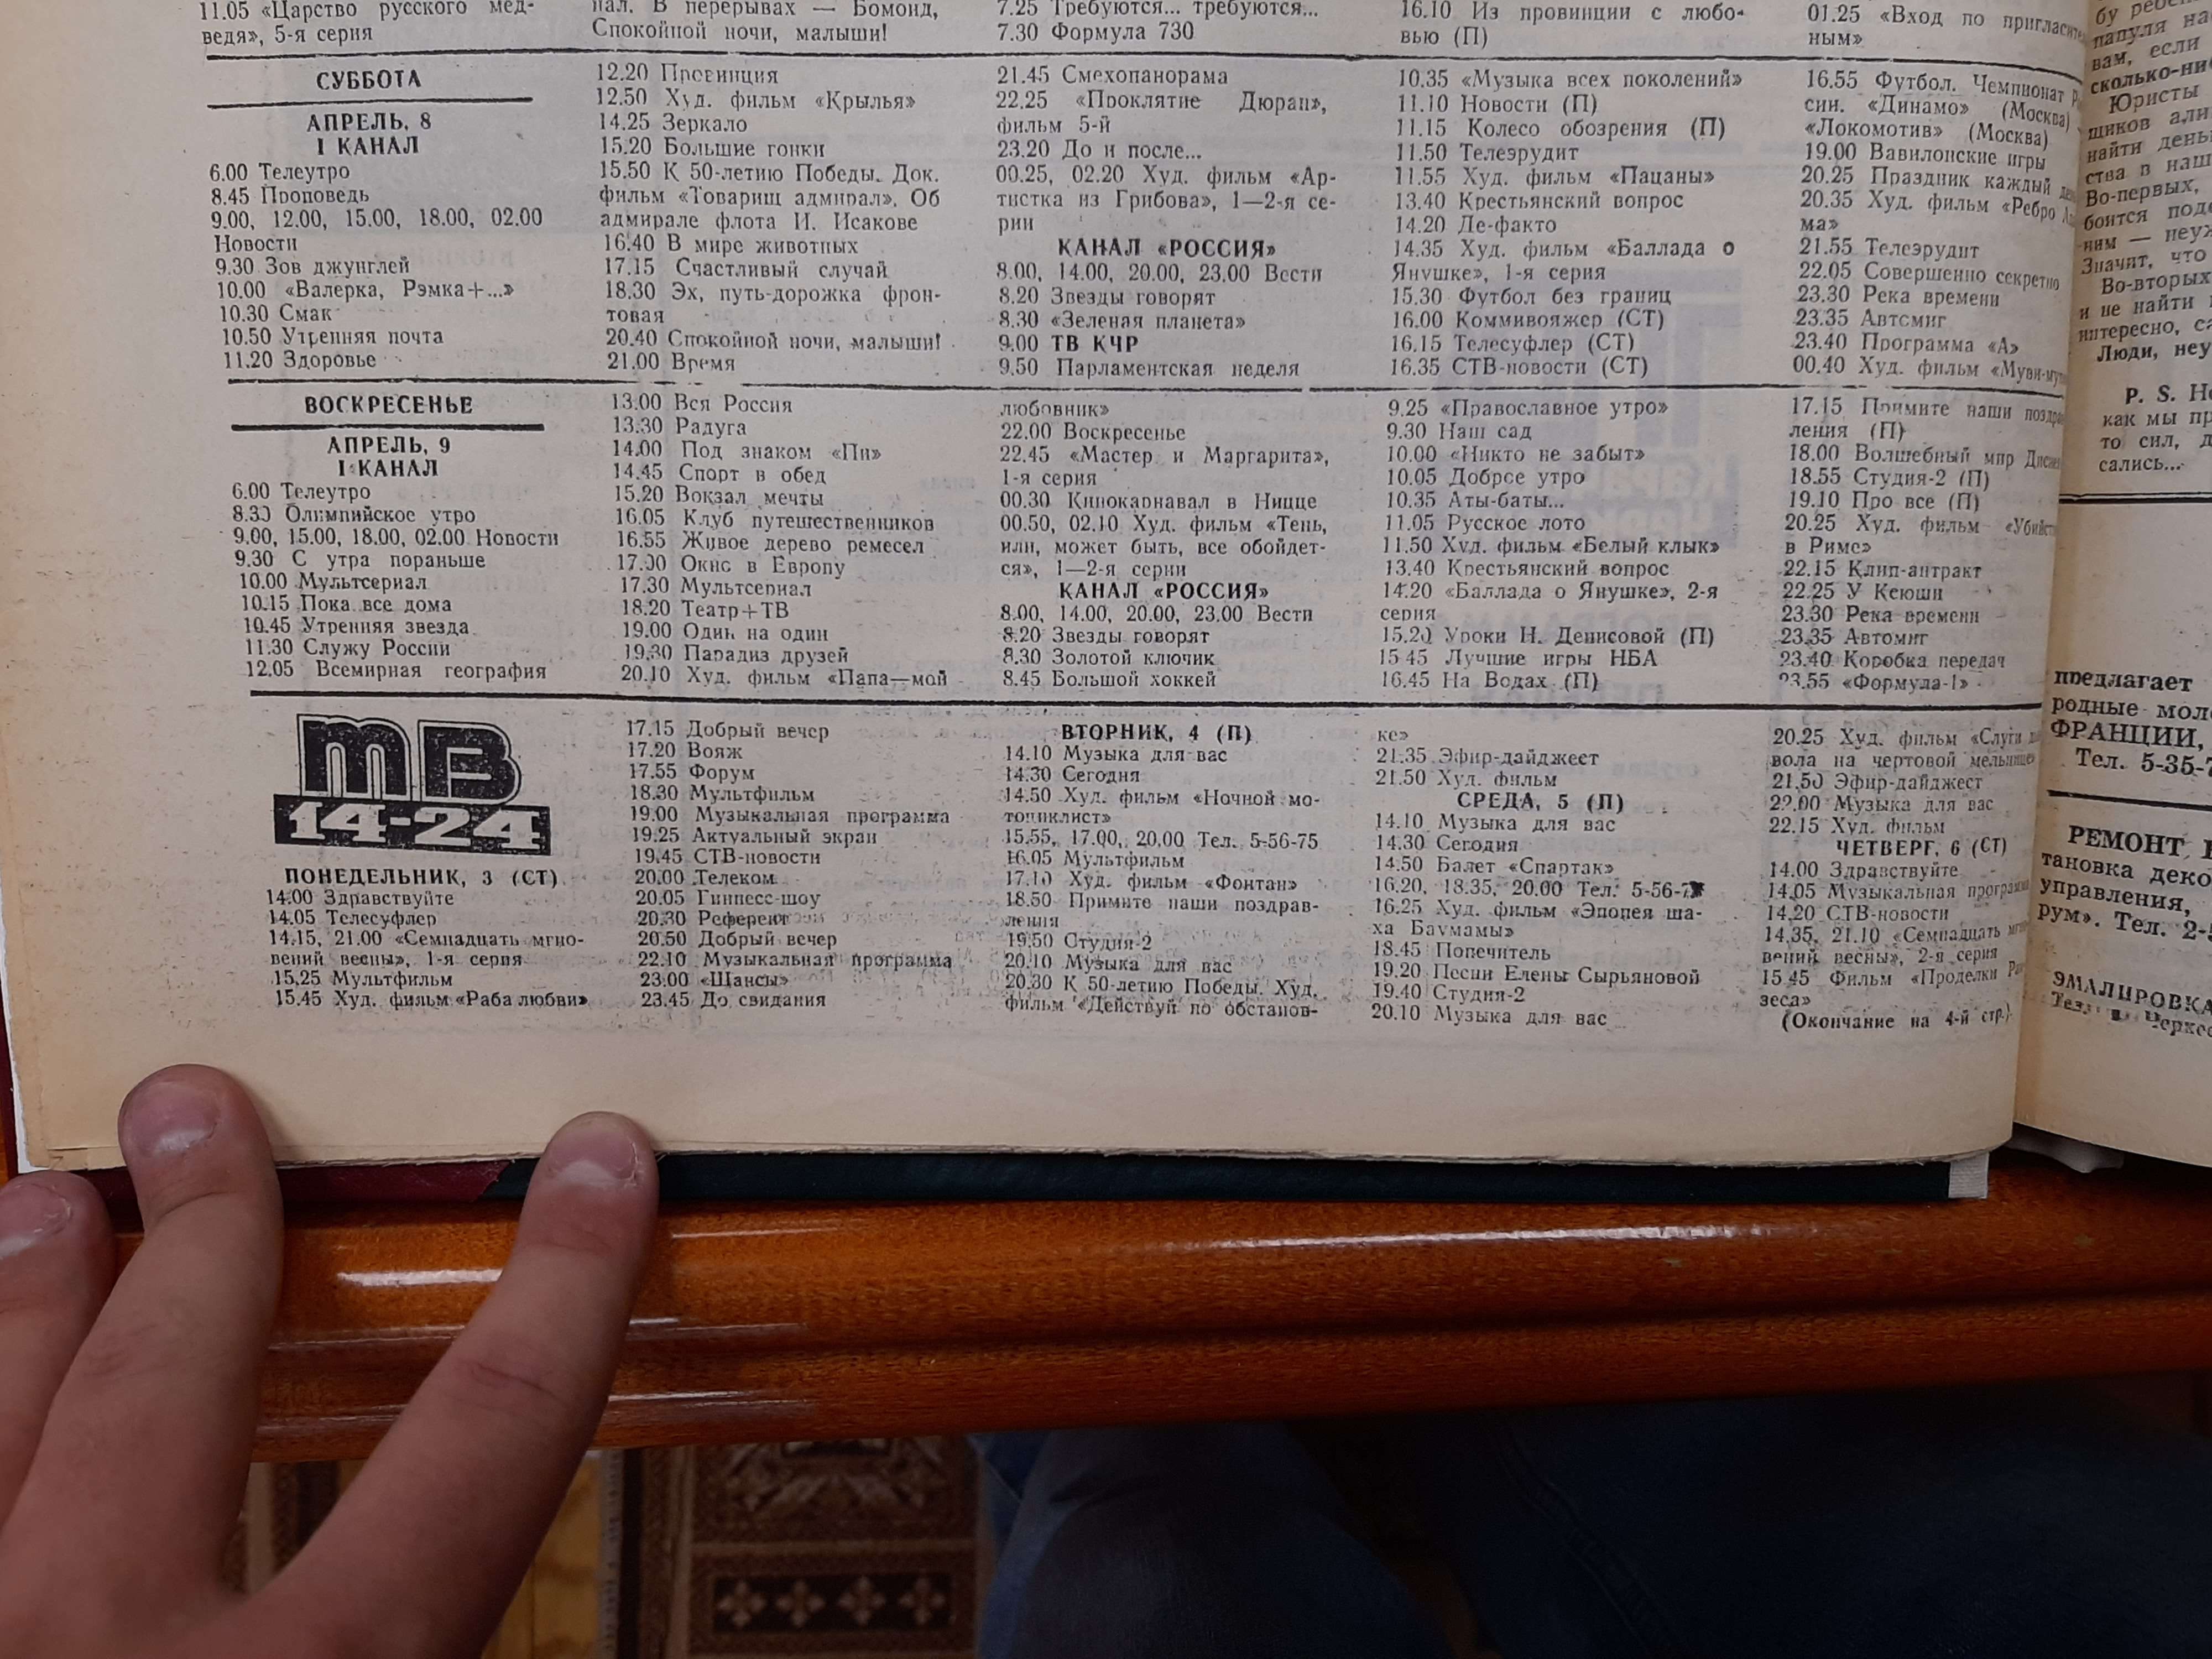 11.05 «Царство русского мед-
ведя», 5-я серия
нал. В перерывах — Бомонд,
Спокойной ночи, малыши!
7.25 Требуются... требуются...
7.30 Формула 730
16.10 Из провинции с любо-
вью (П)
01.25 «Вход по
ным»
СУББОТА
АПРЕЛЬ, 8
I КАНАЛ
6.00 Телеутро
8.45 Проповедь
9.00, 12.00, 15.00, 18.00, 02.00
Новости
9.30 Зов джунглей
10.00 «Валерка, Рэмка+...»
10.30 Смак
10.50 Утренняя почта
11.20 Здоровье
12.20 Провинция
12.50 Худ. фильм «Крылья»
14.25 Зеркало
15.20 Большие гонки
15.50 К 50-летию Победы. Док.
фильм «Товарищ адмирал». Об
адмирале флота И. Исакове
16.40 В мире животных
17.15 Счастливый случай
18.30 Эх, путь-дорожка фрон-
товая
20.40 Спокойной ночи, малыши!
21.00 Время
21.45 Смехопанорама
22.25 «Проклятие Дюран»,
фильм 5-й
23.20 До и после...
00.25, 02.20 Худ. фильм «Ар-
тистка из Грибова», 1—2-я се-
рии
КАНАЛ «РОССИЯ»
8.00, 14.00, 20.00, 23.00 Вести
8.20 Звезды говорят
8.30 «Зеленая планета»
9.00 ТВ КЧР
9.50 Парламентская неделя
10.35 «Музыка всех поколений»
11.10 Новости (П)
11.15 Колесо обозрения (П)
11.50 Телеэрудит
11.55 Худ. фильм «Пацаны»
13.40 Крестьянский вопрос
14.20 Де-факто
14.35 Худ. фильм «Баллада о
Янушке», 1-я серия
15.30 Футбол без границ
16.00 Коммивояжер (СТ)
16.15 Телесуфлер (СТ)
16.35 СТВ-новости (СТ)
16.55 Футбол. Чемпионат
сии. «Динамо» (Москва)
«Локомотив» (Москва)
19.00 Вавилонские игры
20.25 Праздник каждый
20.35 Худ. фильм «Ребро
ма»
21.55 Телеэрудит
22.05 Совершенно секретно
23.30 Река времени
23.35 Автомиг
23.40 Программа «А»
00.40 Худ. фильм
ВОСКРЕСЕНЬЕ
АПРЕЛЬ, 9
I КАНАЛ
6.00 Телеутро
8.30 Олимпийское утро
9.00, 15.00, 18.00, 02.00 Новости
9.30 С утра пораньше
10.00 Мультсериал
10.15 Пока все дома
10.45 Утренняя звезда
11.30 Служу России
12.05 Всемирная география
13.00 Вся Россия
13.30 Радуга
14.00 Под знаком «Пи»
14.45 Спорт в обед
15.20 Вокзал мечты
16.05 Клуб путешественников
16.55 Живое дерево ремесел
17.00 Окно в Европу
17.30 Мультсериал
18.20 Театр+ТВ
19.00 Один на один
19.30 Парадиз друзей
20.10 Худ. фильм «Папа—мой
любовник»
22.00 Воскресенье
22.45 «Мастер и Маргарита»,
1-я серия
00.30 Кинокарнавал в Ницце
00.50, 02.10 Худ. фильм «Тень,
или, может быть, все обойдет-
ся», 1—2-я серии
КАНАЛ «РОССИЯ»
8.00, 14.00, 20.00, 23.00 Вести
8.20 Звезды говорят
8.30 Золотой ключик
8.45 Большой хоккей
9.25 «Православное утро»
9.30 Наш сад
10.00 «Никто не забыт»
10.05 Доброе утро
10.35 Аты-баты...
11.05 Русское лото
11.50 Худ. фильм «Белый клык»
13.40 Крестьянский вопрос
14.20 «Баллада о Янушке», 2-я
серия
15.20 Уроки Н. Денисовой (П)
15.45 Лучшие игры НБА
16.45 На Водах (П)
17.15 Примите наши
ления (П)
18.00 Волшебный мир
18.55 Студия-2 (П)
19.10 Про все (П)
20.25 Худ. фильм
в Риме»
22.15 Клип-антракт
22.25 У Ксюши
23.30 Река времени
23.35 Автомиг
23.40 Коробка передач
23.55 «Формула-1»
ТВ
14-24
ПОНЕДЕЛЬНИК, 3 (СТ)
14.00 Здравствуйте
14.05 Телесуфлер
14.15, 21.00 «Семнадцать мгно-
вений весны», 1-я серия
15.25 Мультфильм
15.45 Худ. фильм «Раба любви»
17.15 Добрый вечер
17.20 Вояж
17.55 Форум
18.30 Мультфильм
19.00 Музыкальная программа
19.25 Актуальный экран
19.45 СТВ-новости
20.00 Телеком
20.05 Гиннесс-шоу
20.30 Референт
20.50 Добрый вечер
22.10 Музыкальная программа
23.00 «Шансы»
23.45 До свидания
ВТОРНИК, 4 (П)
14.10 Музыка для вас
14.30 Сегодня
14.50 Худ. фильм «Ночной мо-
тоциклист»
15.55, 17.00, 20.00 Тел. 5-56-75
16.05 Мультфильм
17.10 Худ. фильм «Фонтан»
18.50 Примите наши поздрав-
ления
19.50 Студия-2
20.10 Музыка для вас
20.30 К 50-летию Победы. Худ.
фильм «Действуй по обстанов-
ке»
21.35 Эфир-дайджест
21.50 Худ. фильм
СРЕДА, 5 (П)
14.10 Музыка для вас
14.30 Сегодня
14.50 Балет «Спартак»
16.20, 18.35, 20.00 Тел.
16.25 Худ. фильм «Эпопея ша-
ха Баумамы»
18.45 Попечитель
19.20 Песни Елены Сырьяновой
19.40 Студия-2
20.10 Музыка для вас
20.25 Худ. фильм «Слуги
вола на чертовой мельнице»
21.50 Эфир-дайджест
22.00 Музыка для вас
22.15 Худ. фильм
ЧЕТВЕРГ, 6 (СТ)
14.00 Здравствуйте
14.05 Музыкальная
14.20 СТВ-новости
14.35, 21.10 «Семнадцать
вений весны», 2-я серия
15.45 Фильм «Проделки
зеса»
(Окончание на 4-й стр.)
бу
папуля
вам, если
Юристы
щиков
найти
ства в
Во-первых,
боится
ним —
Значит, что
Во-вторых
и не найти
интересно,
Люди,
P. S.
как мы
то сил,
сались...
предлагает
родные
ФРАНЦИИ,
Тел.
РЕМОНТ
тановка
управления,
рум». Тел.
ЭМАЛИРОВКА